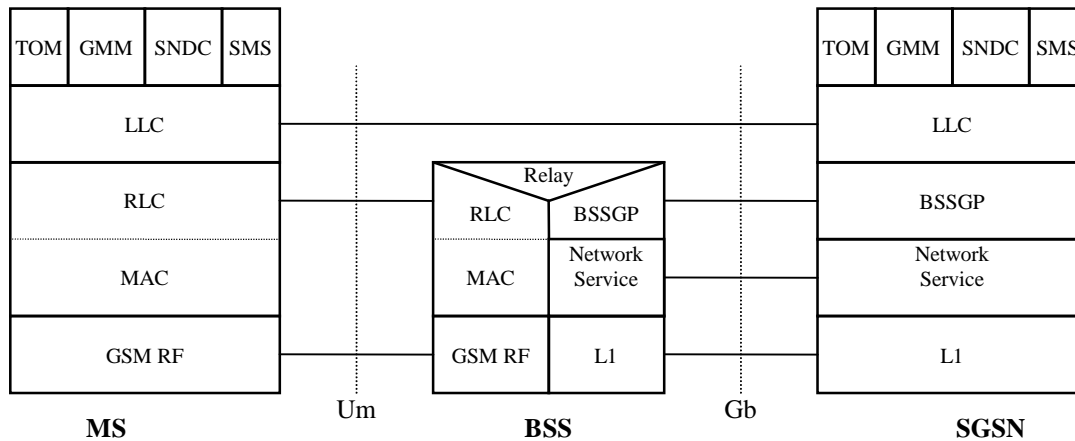 TOM GMM SNDC SMS
TOM GMM SNDC SMS
LLC
LLC
Relay
RLC
RLC
BSSGP
BSSGP
MAC
MAC
Network
Service
Network
Service
GSM RF
GSM RF
L1
L1
Um
Gb
MS
BSS
SGSN